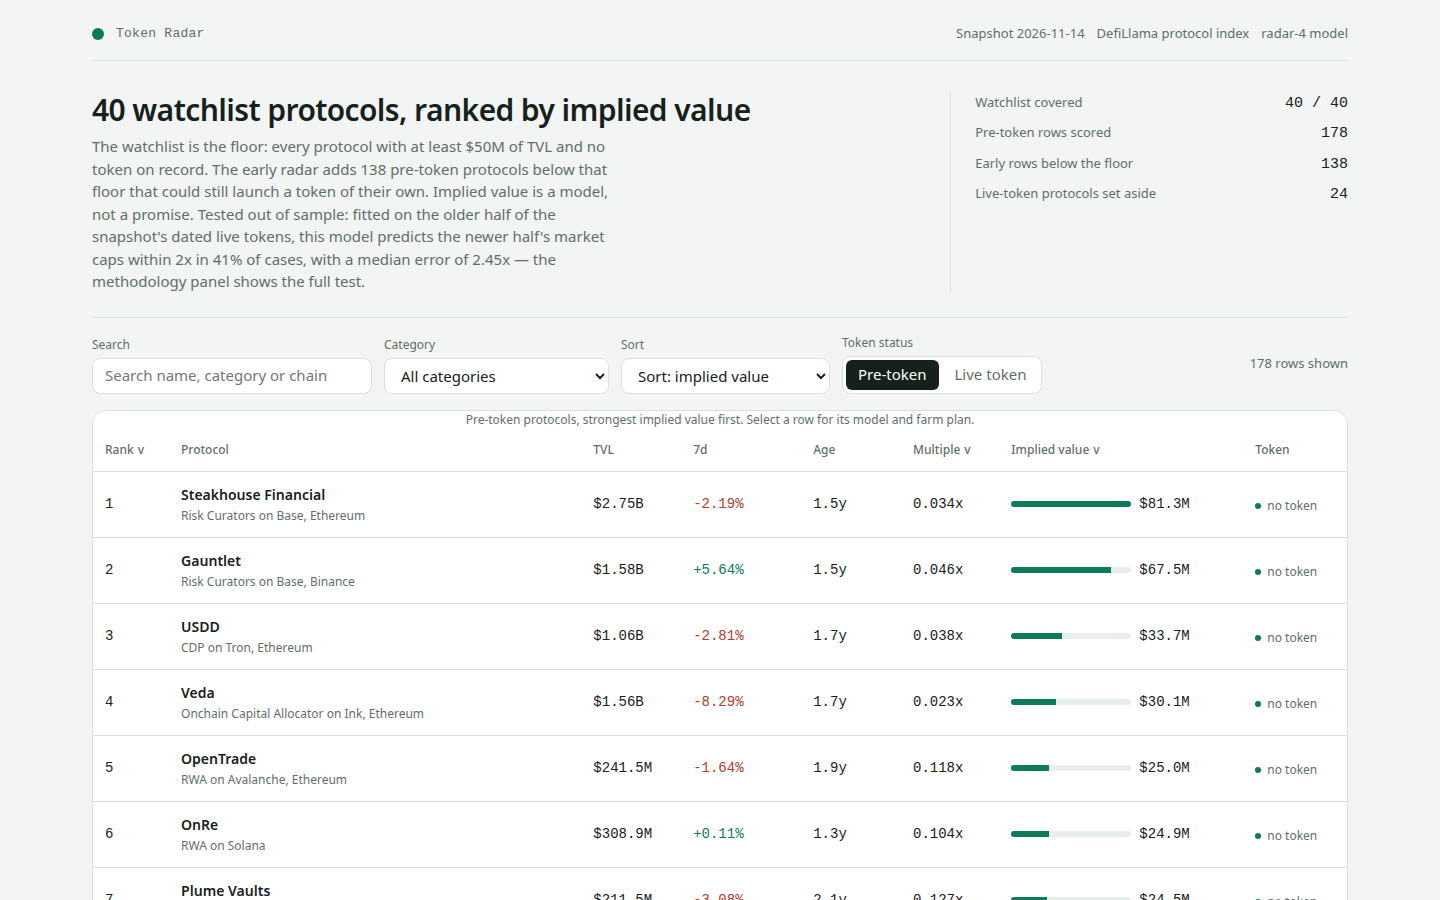 Token Radar
Snapshot 2026-11-14 DefiLlama protocol index radar-4 model
40 watchlist protocols, ranked by implied value
The watchlist is the floor: every protocol with at least $50M of TVL and no
token on record. The early radar adds 138 pre-token protocols below that
floor that could still launch a token of their own. Implied value is a model,
not a promise. Tested out of sample: fitted on the older half of the
snapshot's dated live tokens, this model predicts the newer half's market
caps within 2x in 41% of cases, with a median error of 2.45x — the
methodology panel shows the full test.
Watchlist covered 40 / 40
Pre-token rows scored 178
Early rows below the floor 138
Live-token protocols set aside 24
Search
Search name, category or chain
Category
All categories
Sort
Sort: implied value
Token status
Pre-token Live token
178 rows shown
Pre-token protocols, strongest implied value first. Select a row for its model and farm plan.
Rank v Protocol TVL 7d Age Multiple v Implied value v Token
1 Steakhouse Financial $2.75B -2.19% 1.5y 0.034x $81.3M no token
Risk Curators on Base, Ethereum
2 Gauntlet $1.58B +5.64% 1.5y 0.046x $67.5M no token
Risk Curators on Base, Binance
3 USDD $1.06B -2.81% 1.7y 0.038x $33.7M no token
CDP on Tron, Ethereum
4 Veda $1.56B -8.29% 1.7y 0.023x $30.1M no token
Onchain Capital Allocator on Ink, Ethereum
5 OpenTrade $241.5M -1.64% 1.9y 0.118x $25.0M no token
RWA on Avalanche, Ethereum
6 OnRe $308.9M +0.11% 1.3y 0.104x $24.9M no token
RWA on Solana
7 Plume Vaults $211.5M -3.08% 2.1y 0.127x $24.5M